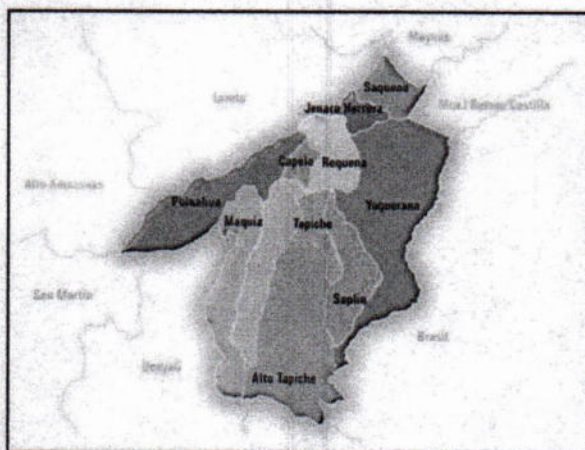 Maynas
Saquena
Loreto
Jenaro Herrera
Mcal Ramon Castilla
Capelo
Requena
Alto Amazonas
Puinahua
Yaquerana
Maquia
Tapiche
San Martin
Soplin
Brasil
Ucayali
Alto Tapiche